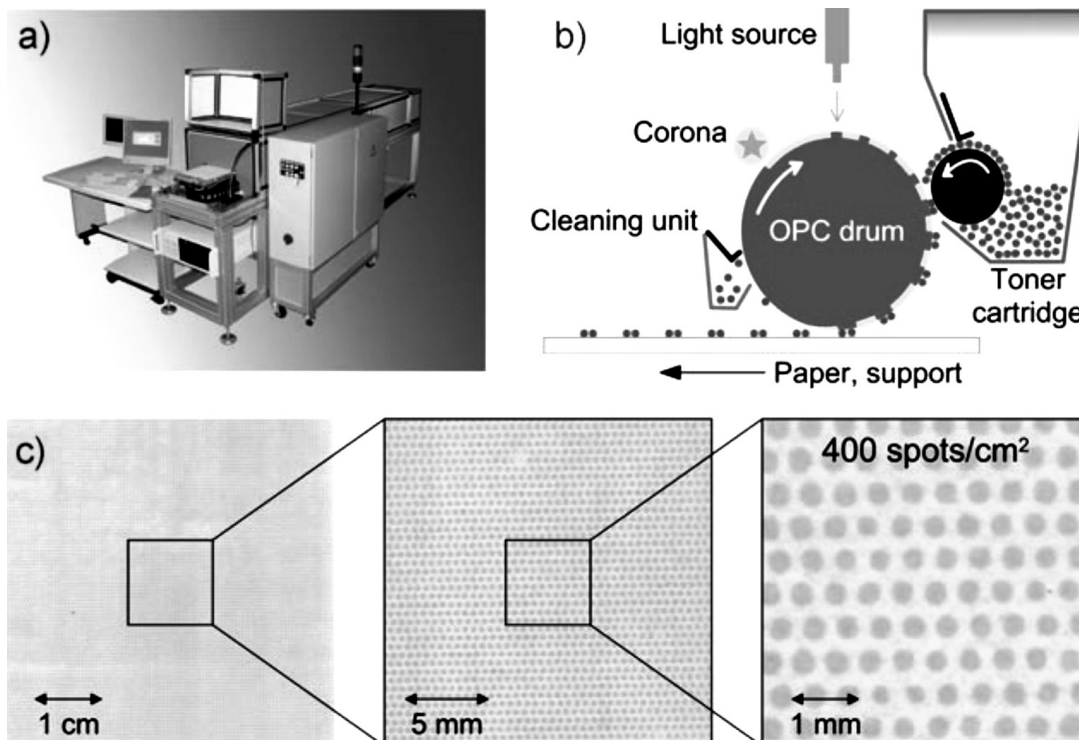 a)
b)
Light source
Corona
Cleaning unit
OPC drum
Toner
cartridge
Paper, support
c)
400 spots/cm²
1 cm
5 mm
1 mm